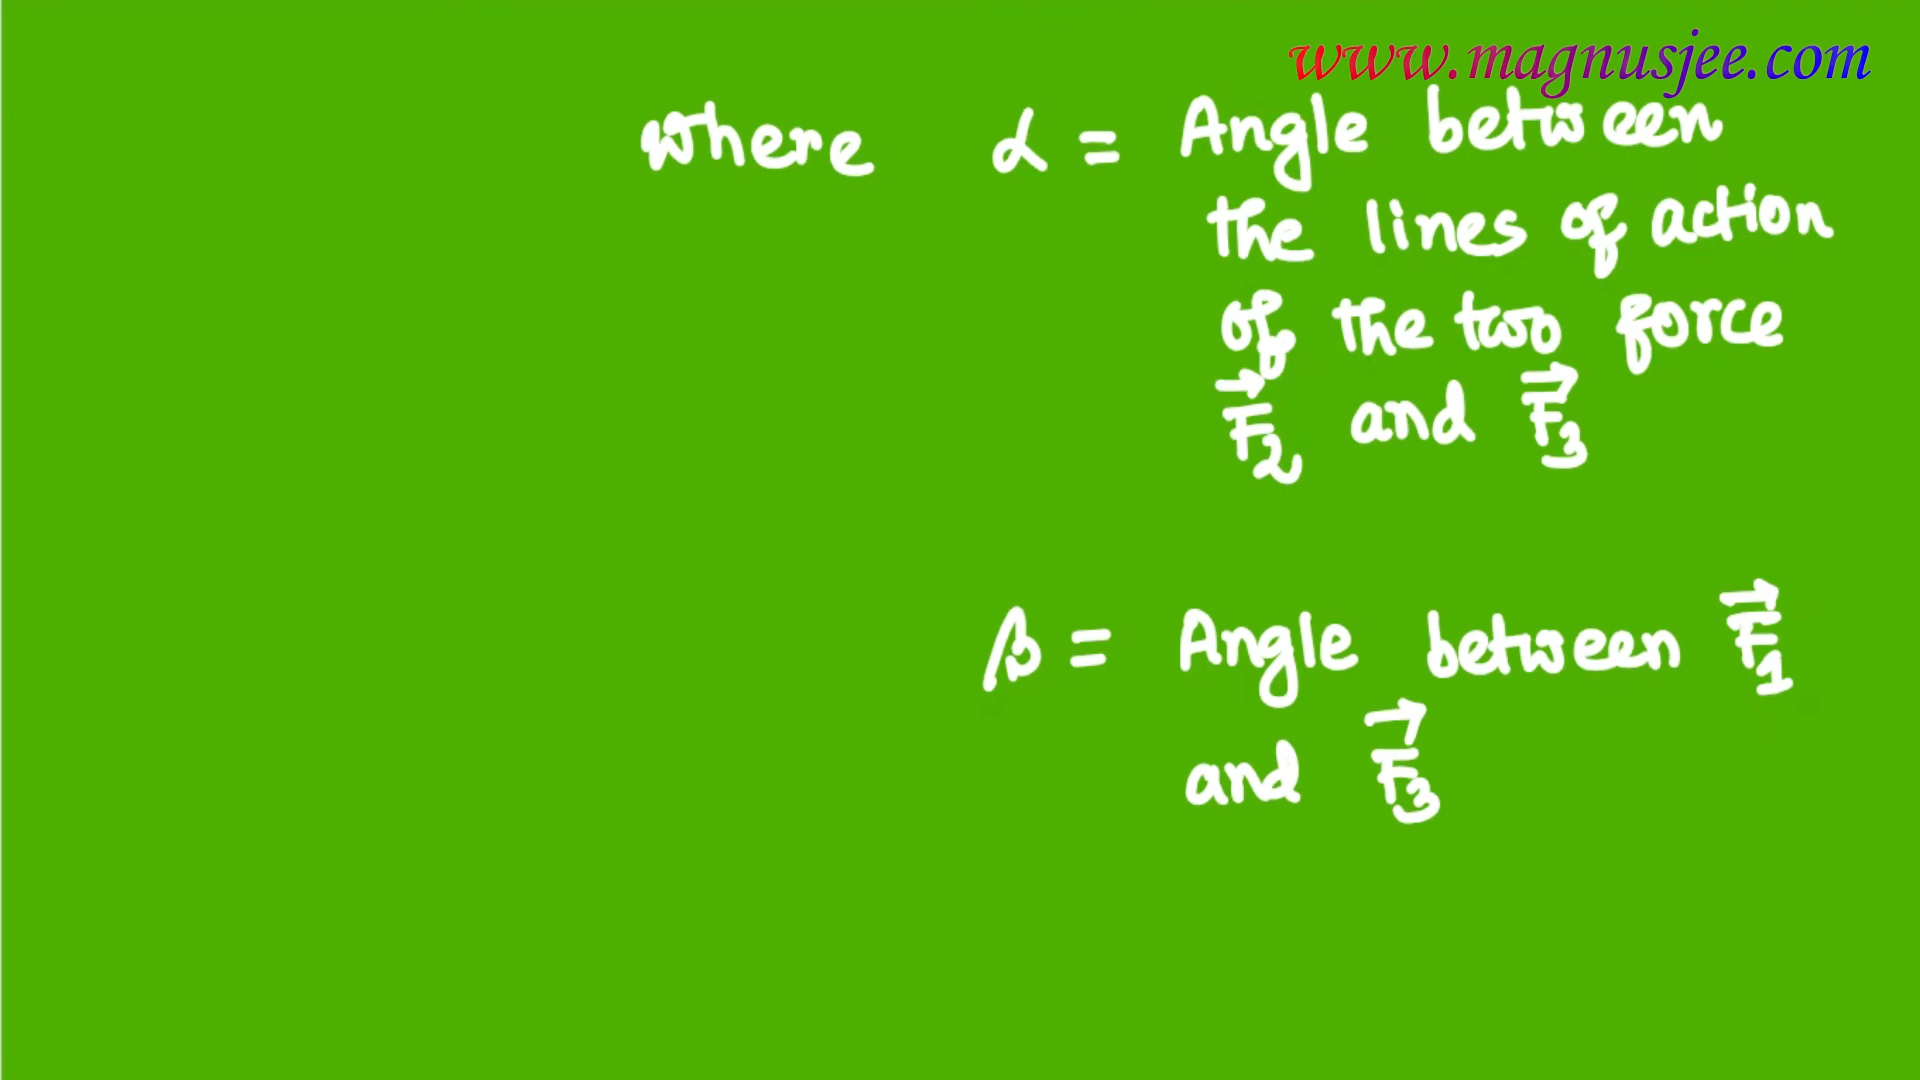 www.magnusjee.com
where α = Angle between
the lines of action
of the two force
F⃗₂ and F⃗₃
β = Angle between F⃗₁
and F⃗₃